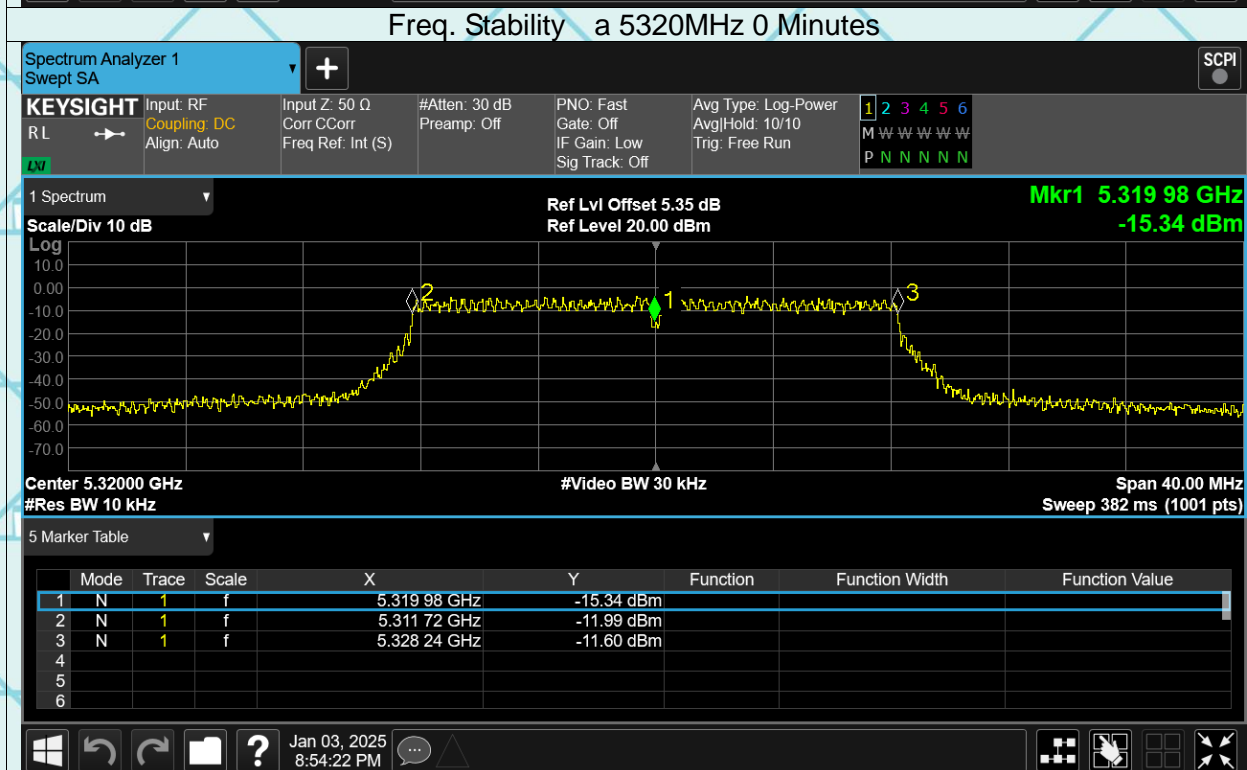 Freq. Stability a 5320MHz 0 Minutes
Spectrum Analyzer 1
Swept SA
+
SCPI
KEYSIGHT
R L
LXI
Input: RF
Coupling: DC
Align: Auto
Input Z: 50 Ω
Corr CCorr
Freq Ref: Int (S)
#Atten: 30 dB
Preamp: Off
PNO: Fast
Gate: Off
IF Gain: Low
Sig Track: Off
Avg Type: Log-Power
Avg|Hold: 10/10
Trig: Free Run
1 2 3 4 5 6
M W W W W W W
P N N N N N N
1 Spectrum
Scale/Div 10 dB
Ref Lvl Offset 5.35 dB
Ref Level 20.00 dBm
Mkr1 5.319 98 GHz
-15.34 dBm
Log
10.0
0.00
-10.0
-20.0
-30.0
-40.0
-50.0
-60.0
-70.0
2
1
3
Center 5.32000 GHz
#Res BW 10 kHz
#Video BW 30 kHz
Span 40.00 MHz
Sweep 382 ms (1001 pts)
5 Marker Table
Mode Trace Scale X Y Function Function Width Function Value
1 N 1 f 5.319 98 GHz -15.34 dBm
2 N 1 f 5.311 72 GHz -11.99 dBm
3 N 1 f 5.328 24 GHz -11.60 dBm
4
5
6
?
Jan 03, 2025
8:54:22 PM